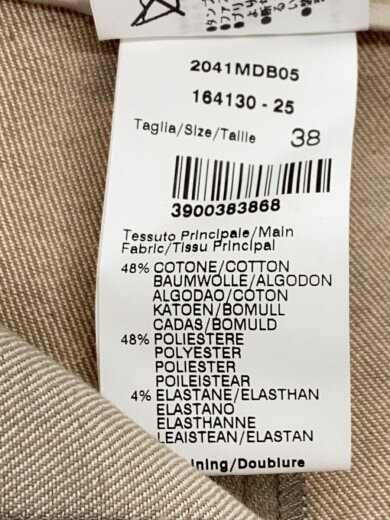 2041MDB05
164130 - 25
Taglia/Size/Taille 38
3900383868
Tessuto Principale/Main
Fabric/Tissu Principal
48% COTONE/COTTON
BAUMWOLLE/ALGODON
ALGODAO/COTON
KATOEN/BOMULL
CADAS/BOMULD
48% POLIESTERE
POLYESTER
POLIESTER
POILEISTEAR
4% ELASTANE/ELASTHAN
ELASTANO
ELASTHANNE
LEAISTEAN/ELASTAN
ning/Doublure